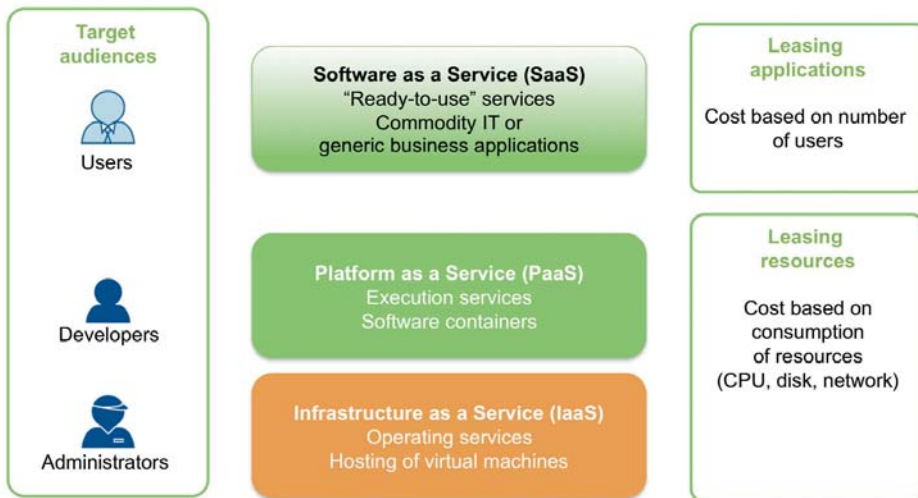 Target
audiences
Users
Developers
Administrators
Software as a Service (SaaS)
“Ready-to-use” services
Commodity IT or
generic business applications
Platform as a Service (PaaS)
Execution services
Software containers
Infrastructure as a Service (IaaS)
Operating services
Hosting of virtual machines
Leasing
applications
Cost based on number
of users
Leasing
resources
Cost based on
consumption
of resources
(CPU, disk, network)